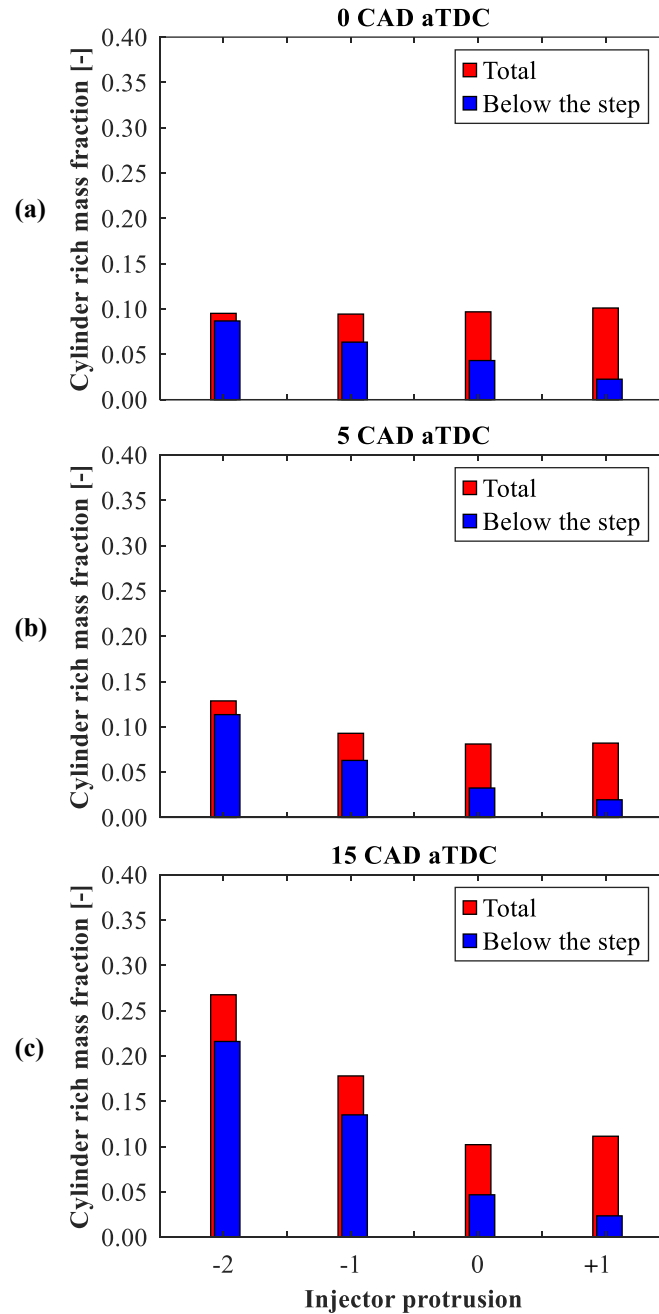 0 CAD aTDC
(a)
Cylinder rich mass fraction [-]
0.40
0.35
0.30
0.25
0.20
0.15
0.10
0.05
0.00
Total
Below the step
5 CAD aTDC
(b)
Cylinder rich mass fraction [-]
0.40
0.35
0.30
0.25
0.20
0.15
0.10
0.05
0.00
Total
Below the step
15 CAD aTDC
(c)
Cylinder rich mass fraction [-]
0.40
0.35
0.30
0.25
0.20
0.15
0.10
0.05
0.00
Total
Below the step
-2 -1 0 +1
Injector protrusion